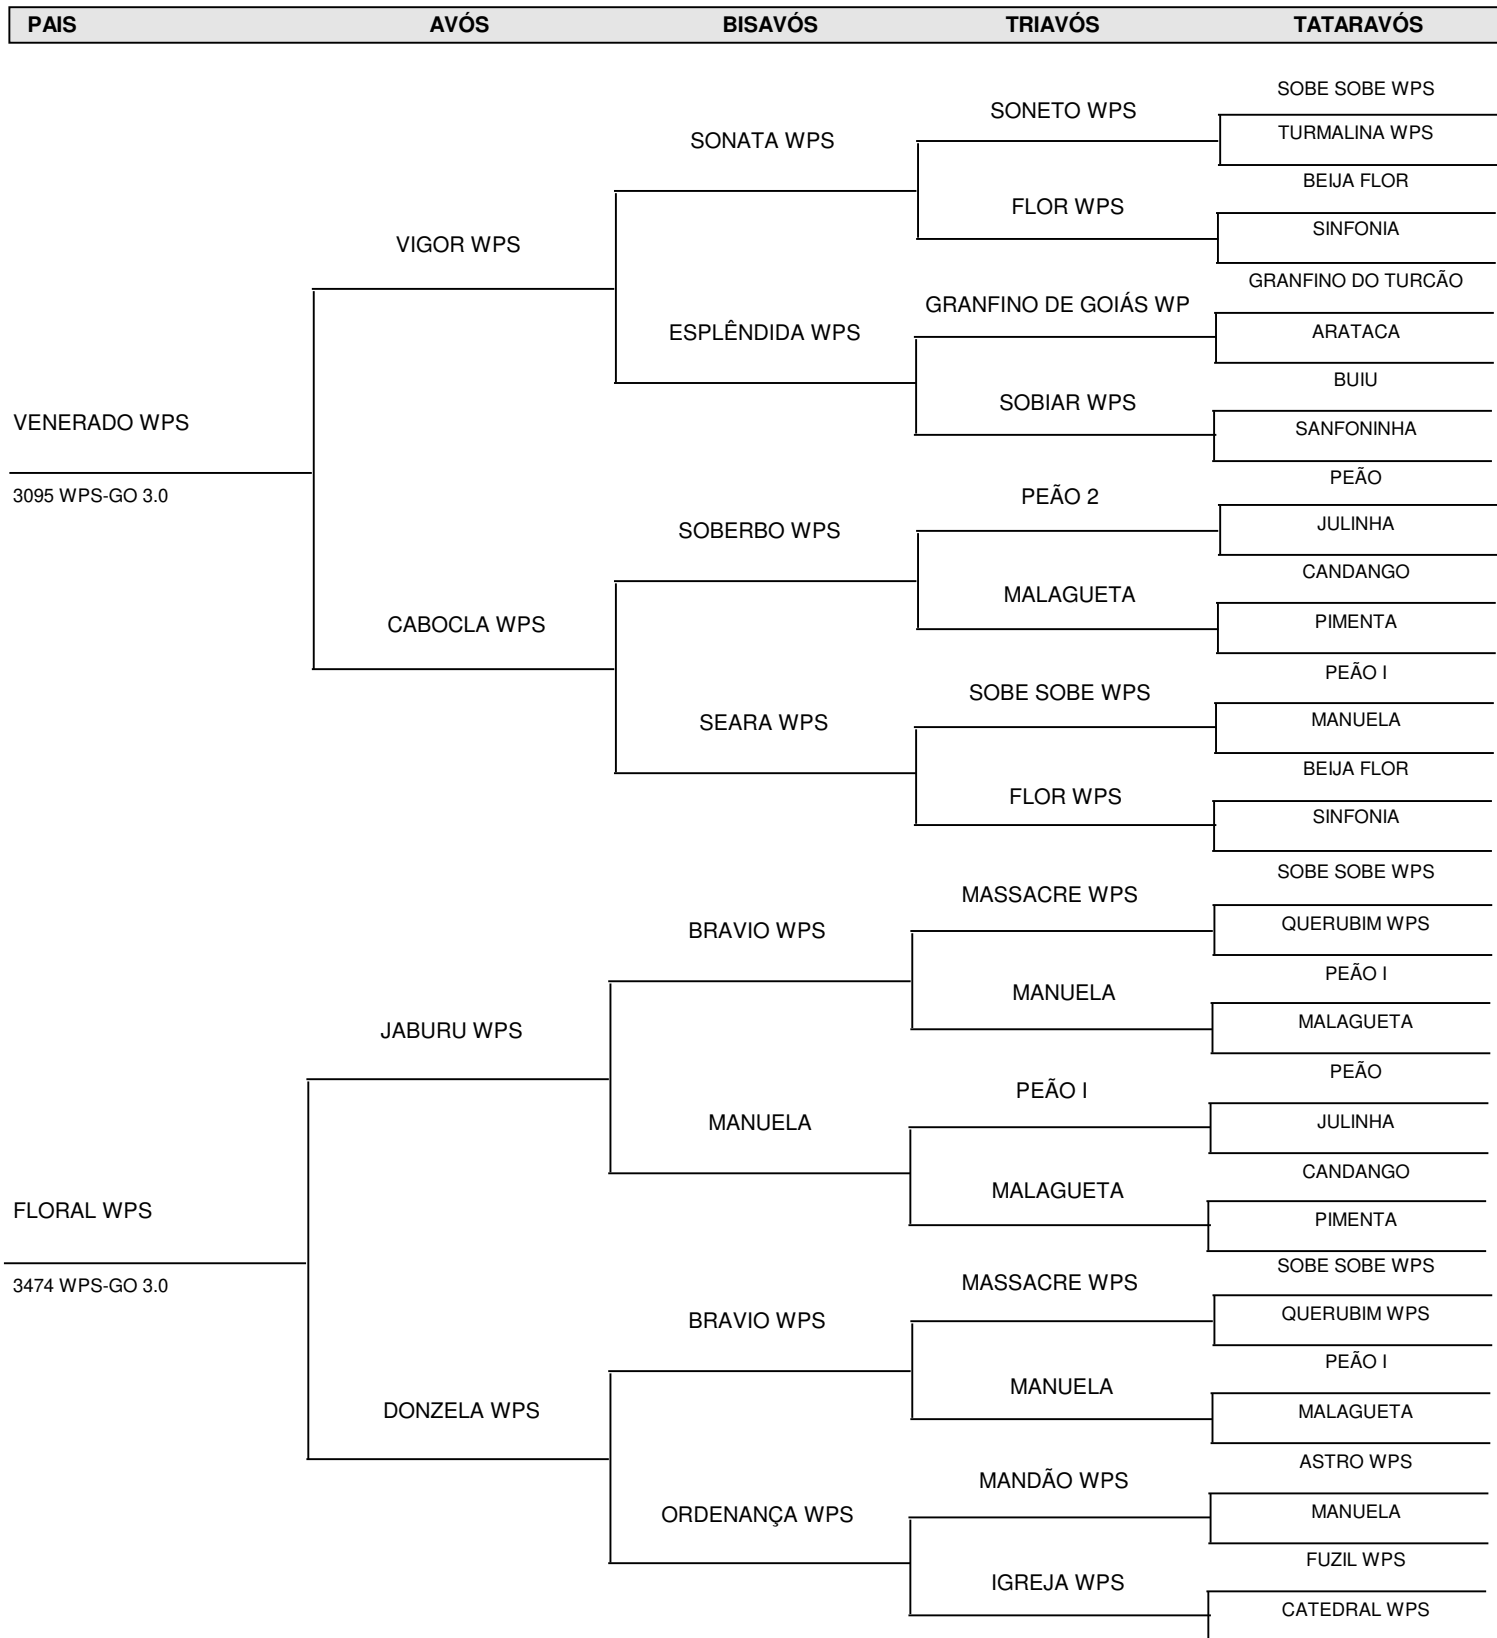 PAIS AVÓS BISAVÓS TRIAVÓS TATARAVÓS
SOBE SOBE WPS
SONETO WPS
TURMALINA WPS
SONATA WPS
BEIJA FLOR
FLOR WPS
SINFONIA
VIGOR WPS
GRANFINO DO TURCÃO
GRANFINO DE GOIÁS WP
ARATACA
ESPLÊNDIDA WPS
BUIU
SOBIAR WPS
VENERADO WPS
SANFONINHA
PEÃO
3095 WPS-GO 3.0
PEÃO 2
JULINHA
SOBERBO WPS
CANDANGO
MALAGUETA
PIMENTA
CABOCLA WPS
PEÃO I
SOBE SOBE WPS
MANUELA
SEARA WPS
BEIJA FLOR
FLOR WPS
SINFONIA
SOBE SOBE WPS
MASSACRE WPS
QUERUBIM WPS
BRAVIO WPS
PEÃO I
MANUELA
MALAGUETA
JABURU WPS
PEÃO
PEÃO I
JULINHA
MANUELA
CANDANGO
MALAGUETA
FLORAL WPS
PIMENTA
SOBE SOBE WPS
3474 WPS-GO 3.0
MASSACRE WPS
QUERUBIM WPS
BRAVIO WPS
PEÃO I
MANUELA
DONZELA WPS
MALAGUETA
ASTRO WPS
MANDÃO WPS
MANUELA
ORDENANÇA WPS
FUZIL WPS
IGREJA WPS
CATEDRAL WPS